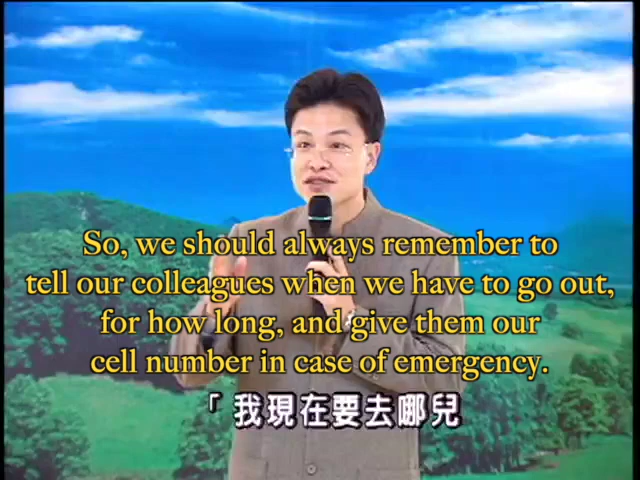 So, we should always remember to
tell our colleagues when we have to go out,
for how long, and give them our
cell number in case of emergency.
「我現在要去哪兒